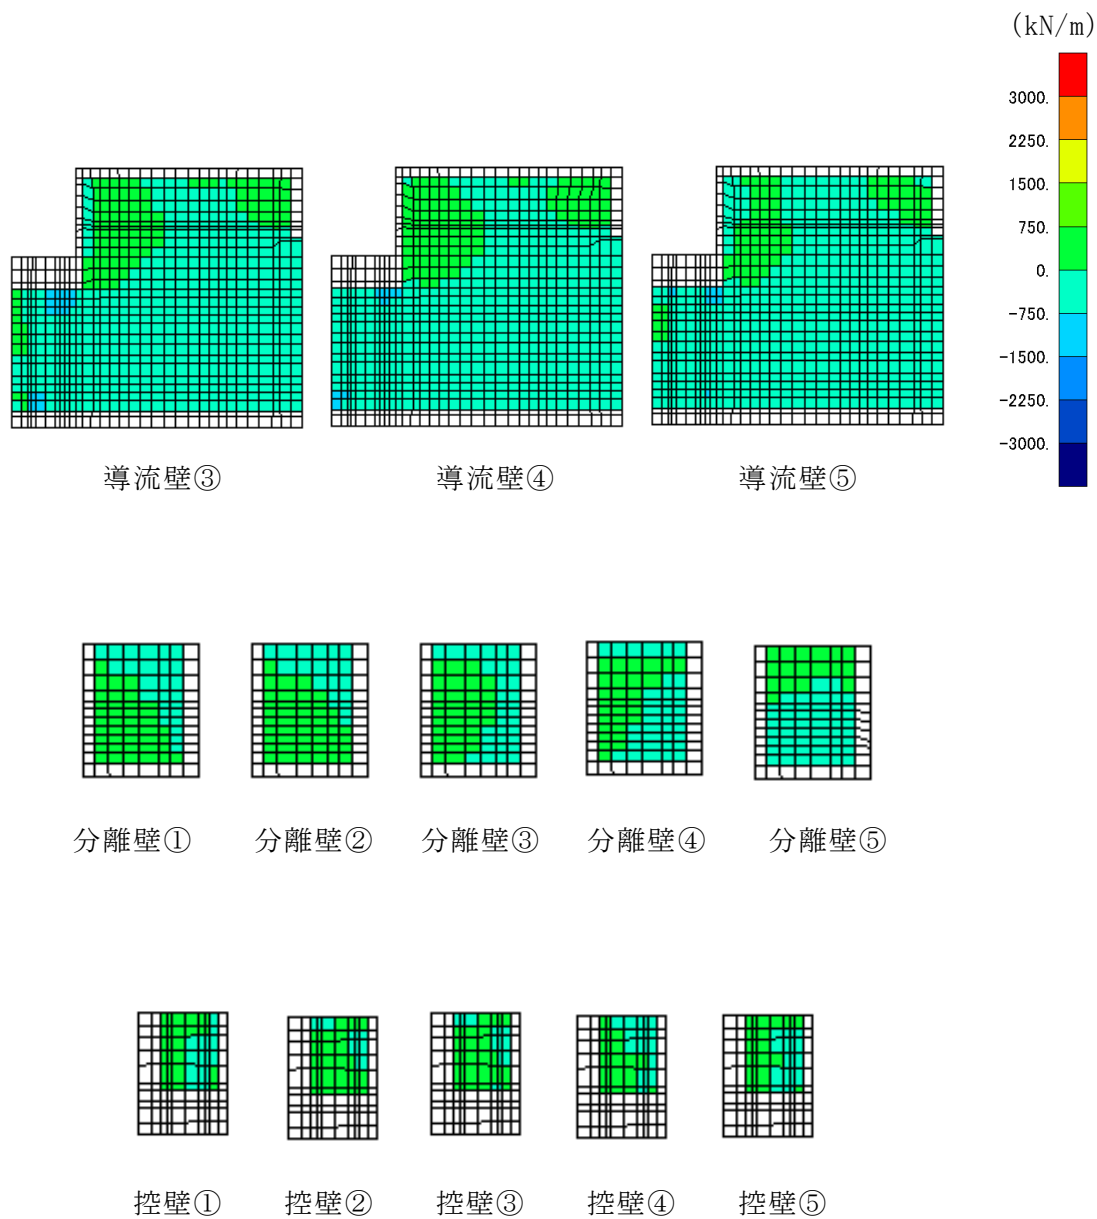 (kN/m)
3000.
2250.
1500.
750.
0.
-750.
-1500.
-2250.
-3000.
導流壁③ 導流壁④ 導流壁⑤
分離壁① 分離壁② 分離壁③ 分離壁④ 分離壁⑤
控壁① 控壁② 控壁③ 控壁④ 控壁⑤